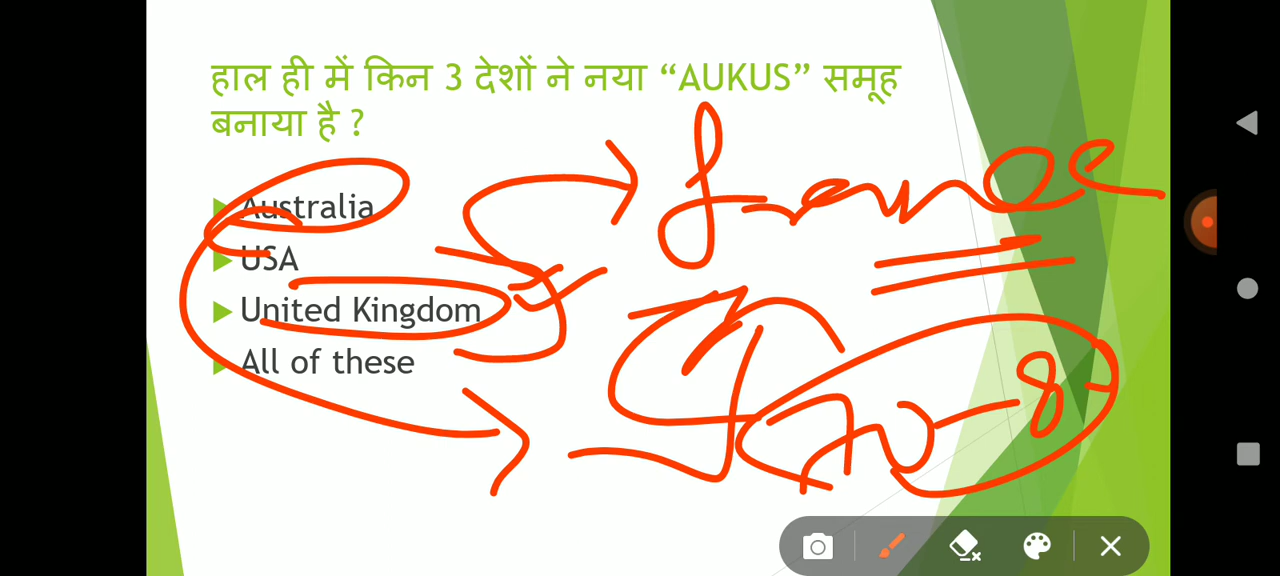 हाल ही में किन 3 देशों ने नया “AUKUS” समूह
बनाया है ?
Australia
USA
United Kingdom
All of these
france